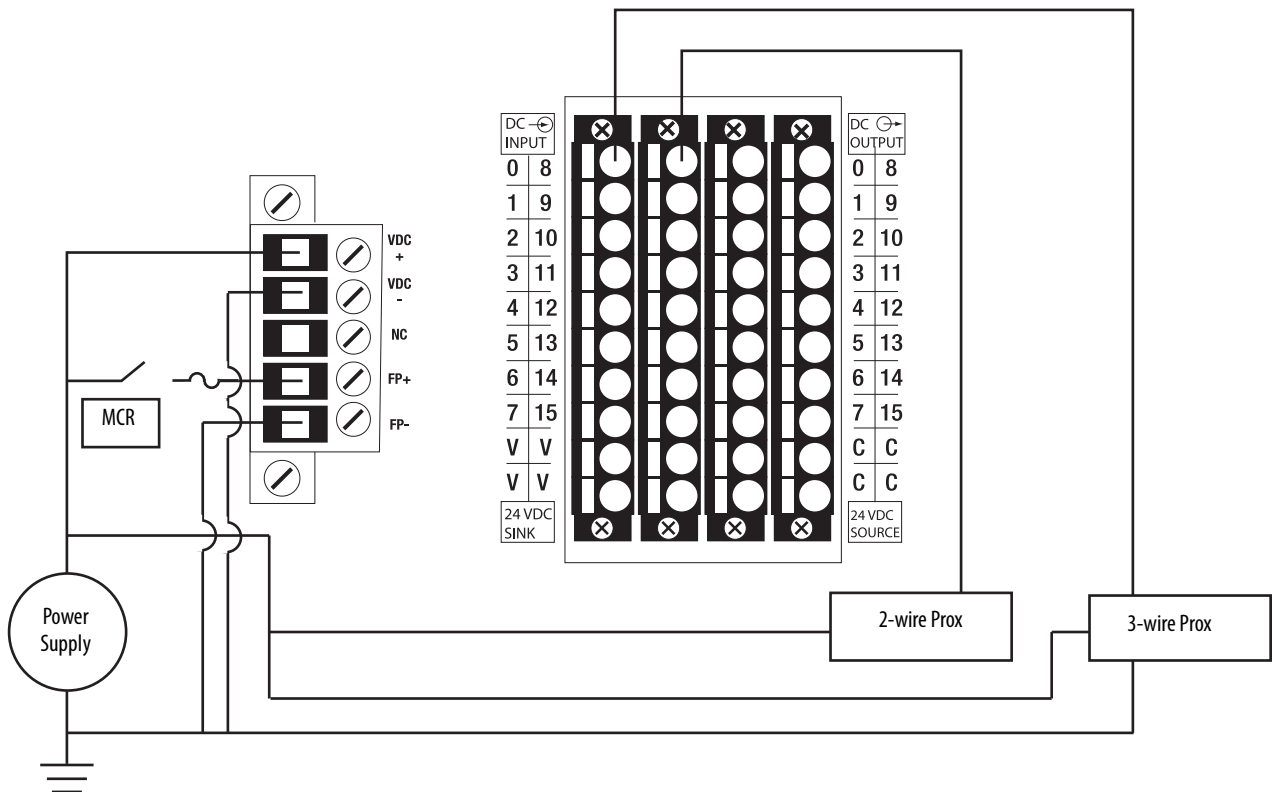 DC
INPUT
0 8
1 9
2 10
3 11
4 12
5 13
6 14
7 15
V V
V V
24 VDC
SINK
DC
OUTPUT
0 8
1 9
2 10
3 11
4 12
5 13
6 14
7 15
C C
C C
24 VDC
SOURCE
VDC
+
VDC
-
NC
FP+
FP-
MCR
Power
Supply
2-wire Prox
3-wire Prox